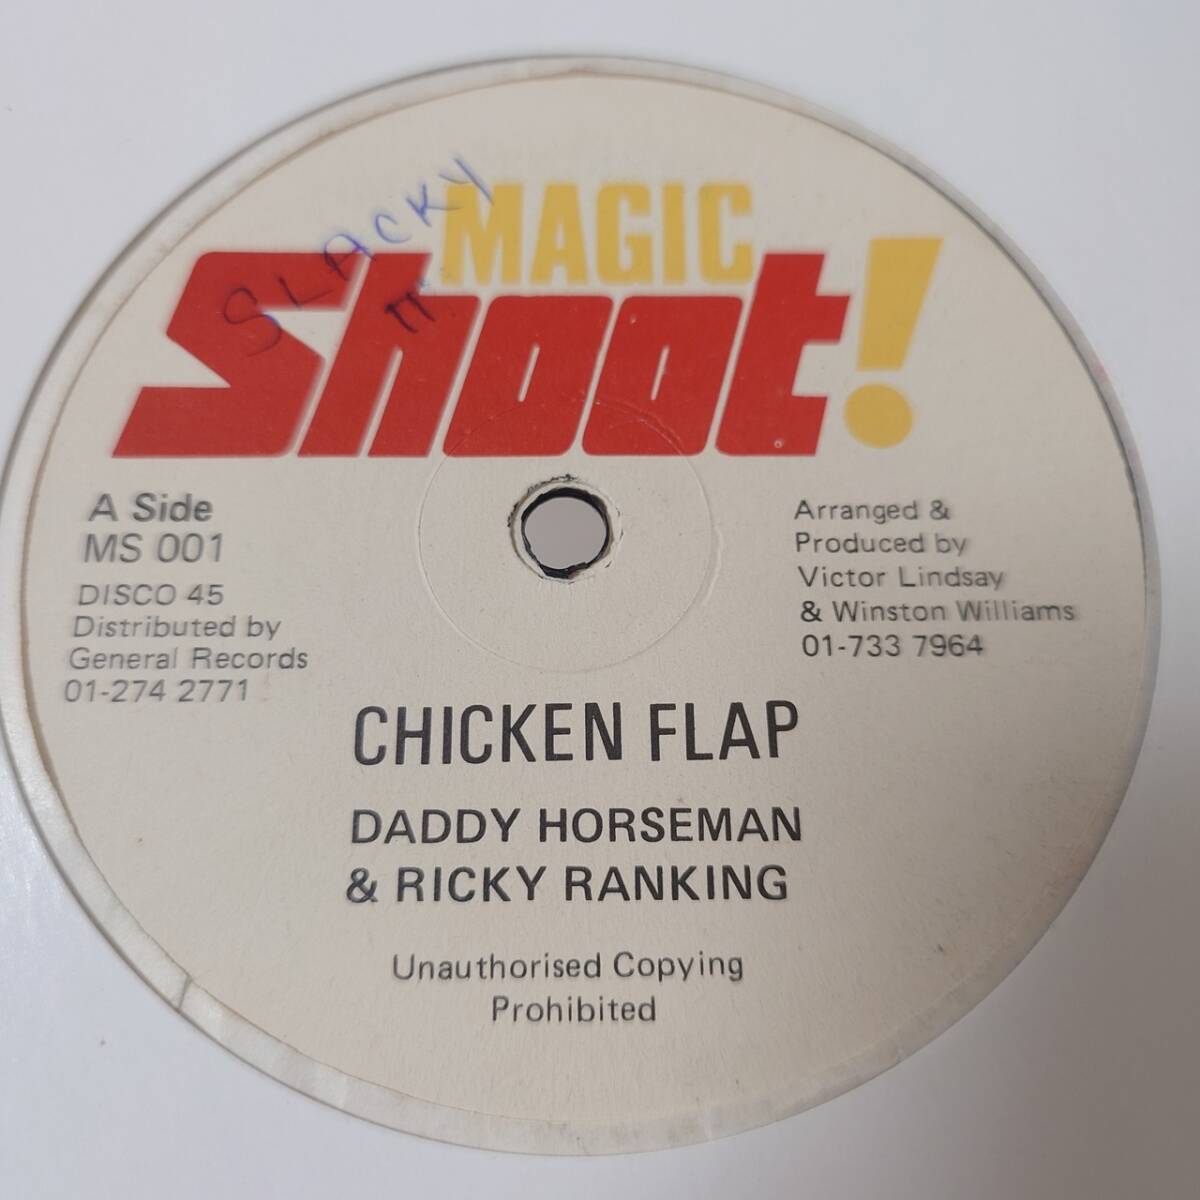 SLACKY
II
MAGIC
Shoot!
A Side
MS 001
DISCO 45
Distributed by
General Records
01-274 2771
Arranged &
Produced by
Victor Lindsay
& Winston Williams
01-733 7964
CHICKEN FLAP
DADDY HORSEMAN
& RICKY RANKING
Unauthorised Copying
Prohibited